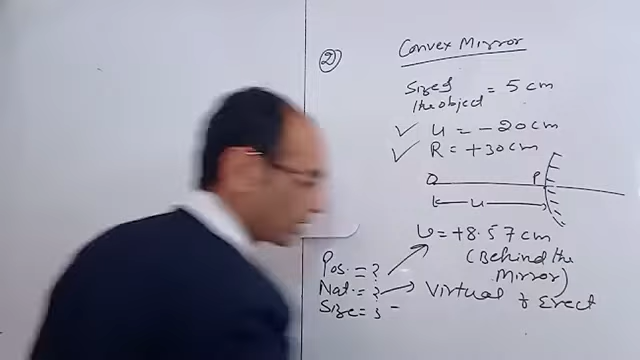 2)
Convex Mirror
Size of the object = 5 cm
u = -20 cm
R = +30 cm
O P
u
v = +8.57 cm
(Behind the Mirror)
Pos. = ?
Nat. = ? → Virtual & Erect
Size = ? =